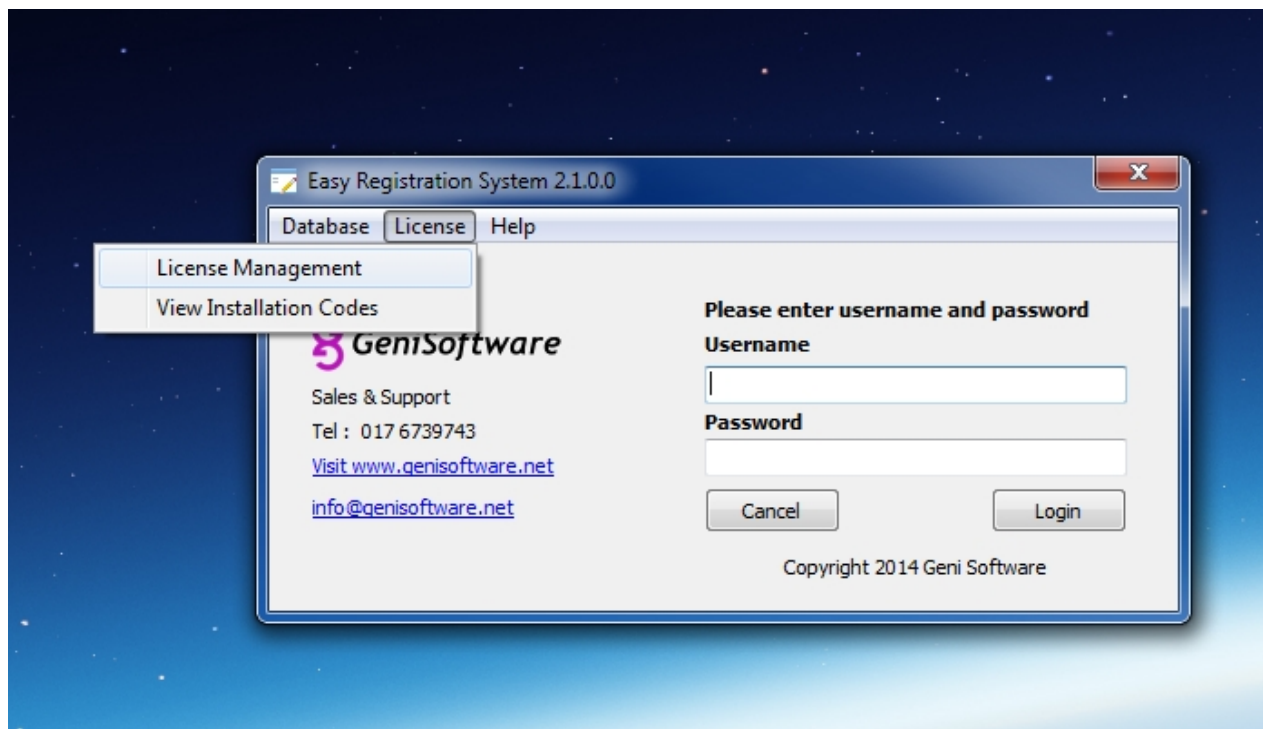 Easy Registration System 2.1.0.0
x
Database License Help
License Management
View Installation Codes
GeniSoftware
Sales & Support
Tel : 017 6739743
Visit www.genisoftware.net
info@genisoftware.net
Please enter username and password
Username
Password
Cancel Login
Copyright 2014 Geni Software